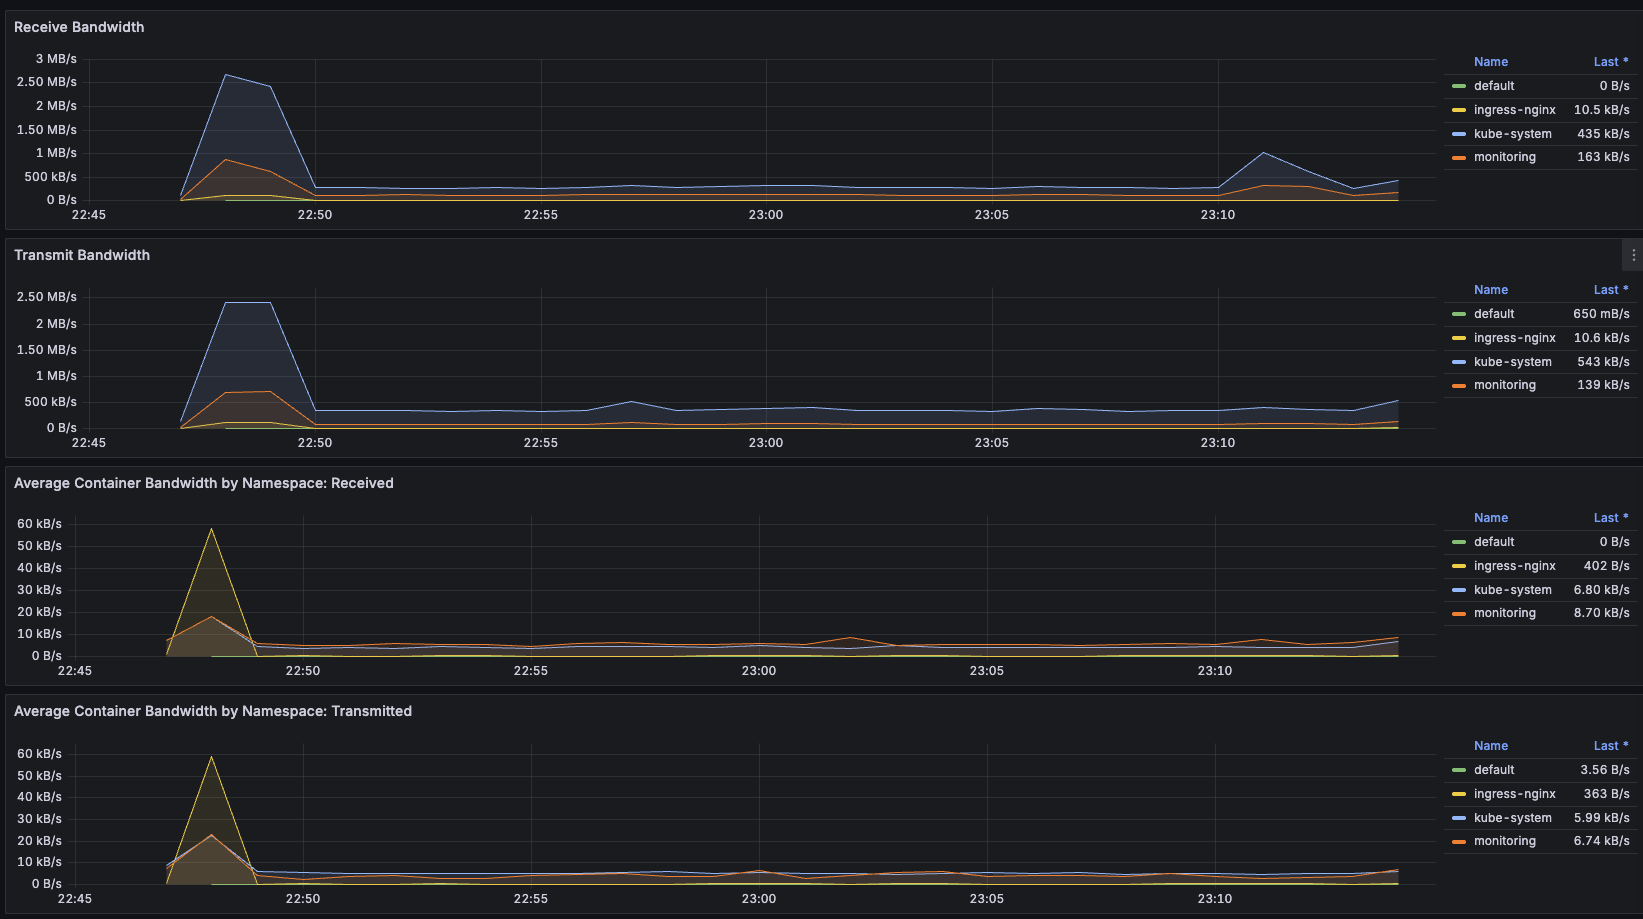 Receive Bandwidth
3 MB/s
2.50 MB/s
2 MB/s
1.50 MB/s
1 MB/s
500 kB/s
0 B/s
22:45 22:50 22:55 23:00 23:05 23:10
Name Last *
default 0 B/s
ingress-nginx 10.5 kB/s
kube-system 435 kB/s
monitoring 163 kB/s
Transmit Bandwidth
2.50 MB/s
2 MB/s
1.50 MB/s
1 MB/s
500 kB/s
0 B/s
22:45 22:50 22:55 23:00 23:05 23:10
Name Last *
default 650 mB/s
ingress-nginx 10.6 kB/s
kube-system 543 kB/s
monitoring 139 kB/s
Average Container Bandwidth by Namespace: Received
60 kB/s
50 kB/s
40 kB/s
30 kB/s
20 kB/s
10 kB/s
0 B/s
22:45 22:50 22:55 23:00 23:05 23:10
Name Last *
default 0 B/s
ingress-nginx 402 B/s
kube-system 6.80 kB/s
monitoring 8.70 kB/s
Average Container Bandwidth by Namespace: Transmitted
60 kB/s
50 kB/s
40 kB/s
30 kB/s
20 kB/s
10 kB/s
0 B/s
22:45 22:50 22:55 23:00 23:05 23:10
Name Last *
default 3.56 B/s
ingress-nginx 363 B/s
kube-system 5.99 kB/s
monitoring 6.74 kB/s